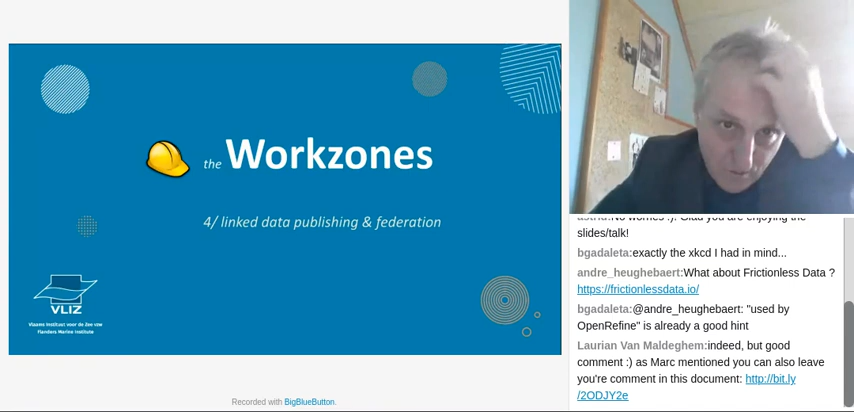 the Workzones
4/ linked data publishing & federation
VLIZ
Vlaams Instituut voor de Zee vzw
Flanders Marine Institute
Recorded with BigBlueButton.
astrid:No worries :). Glad you are enjoying the
slides/talk!
bgadaleta:exactly the xkcd I had in mind...
andre_heughebaert:What about Frictionless Data ?
https://frictionlessdata.io/
bgadaleta:@andre_heughebaert: "used by
OpenRefine" is already a good hint
Laurian Van Maldeghem:indeed, but good
comment :) as Marc mentioned you can also leave
you're comment in this document: http://bit.ly
/2ODJY2e